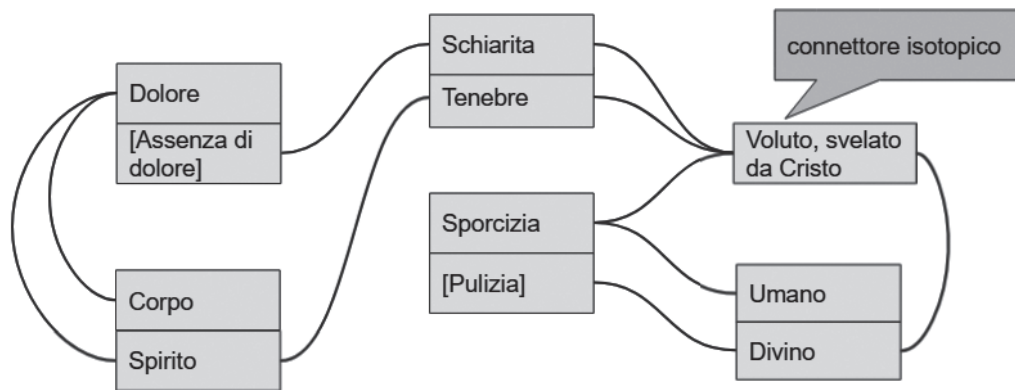 Dolore
[Assenza di
dolore]
Corpo
Spirito
Schiarita
Tenebre
Sporcizia
[Pulizia]
connettore isotopico
Voluto, svelato
da Cristo
Umano
Divino